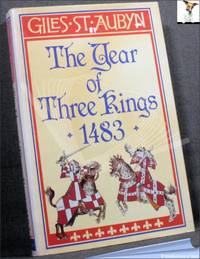 GILES·ST·AUBYN
The Year
of
Three Kings
·1483·